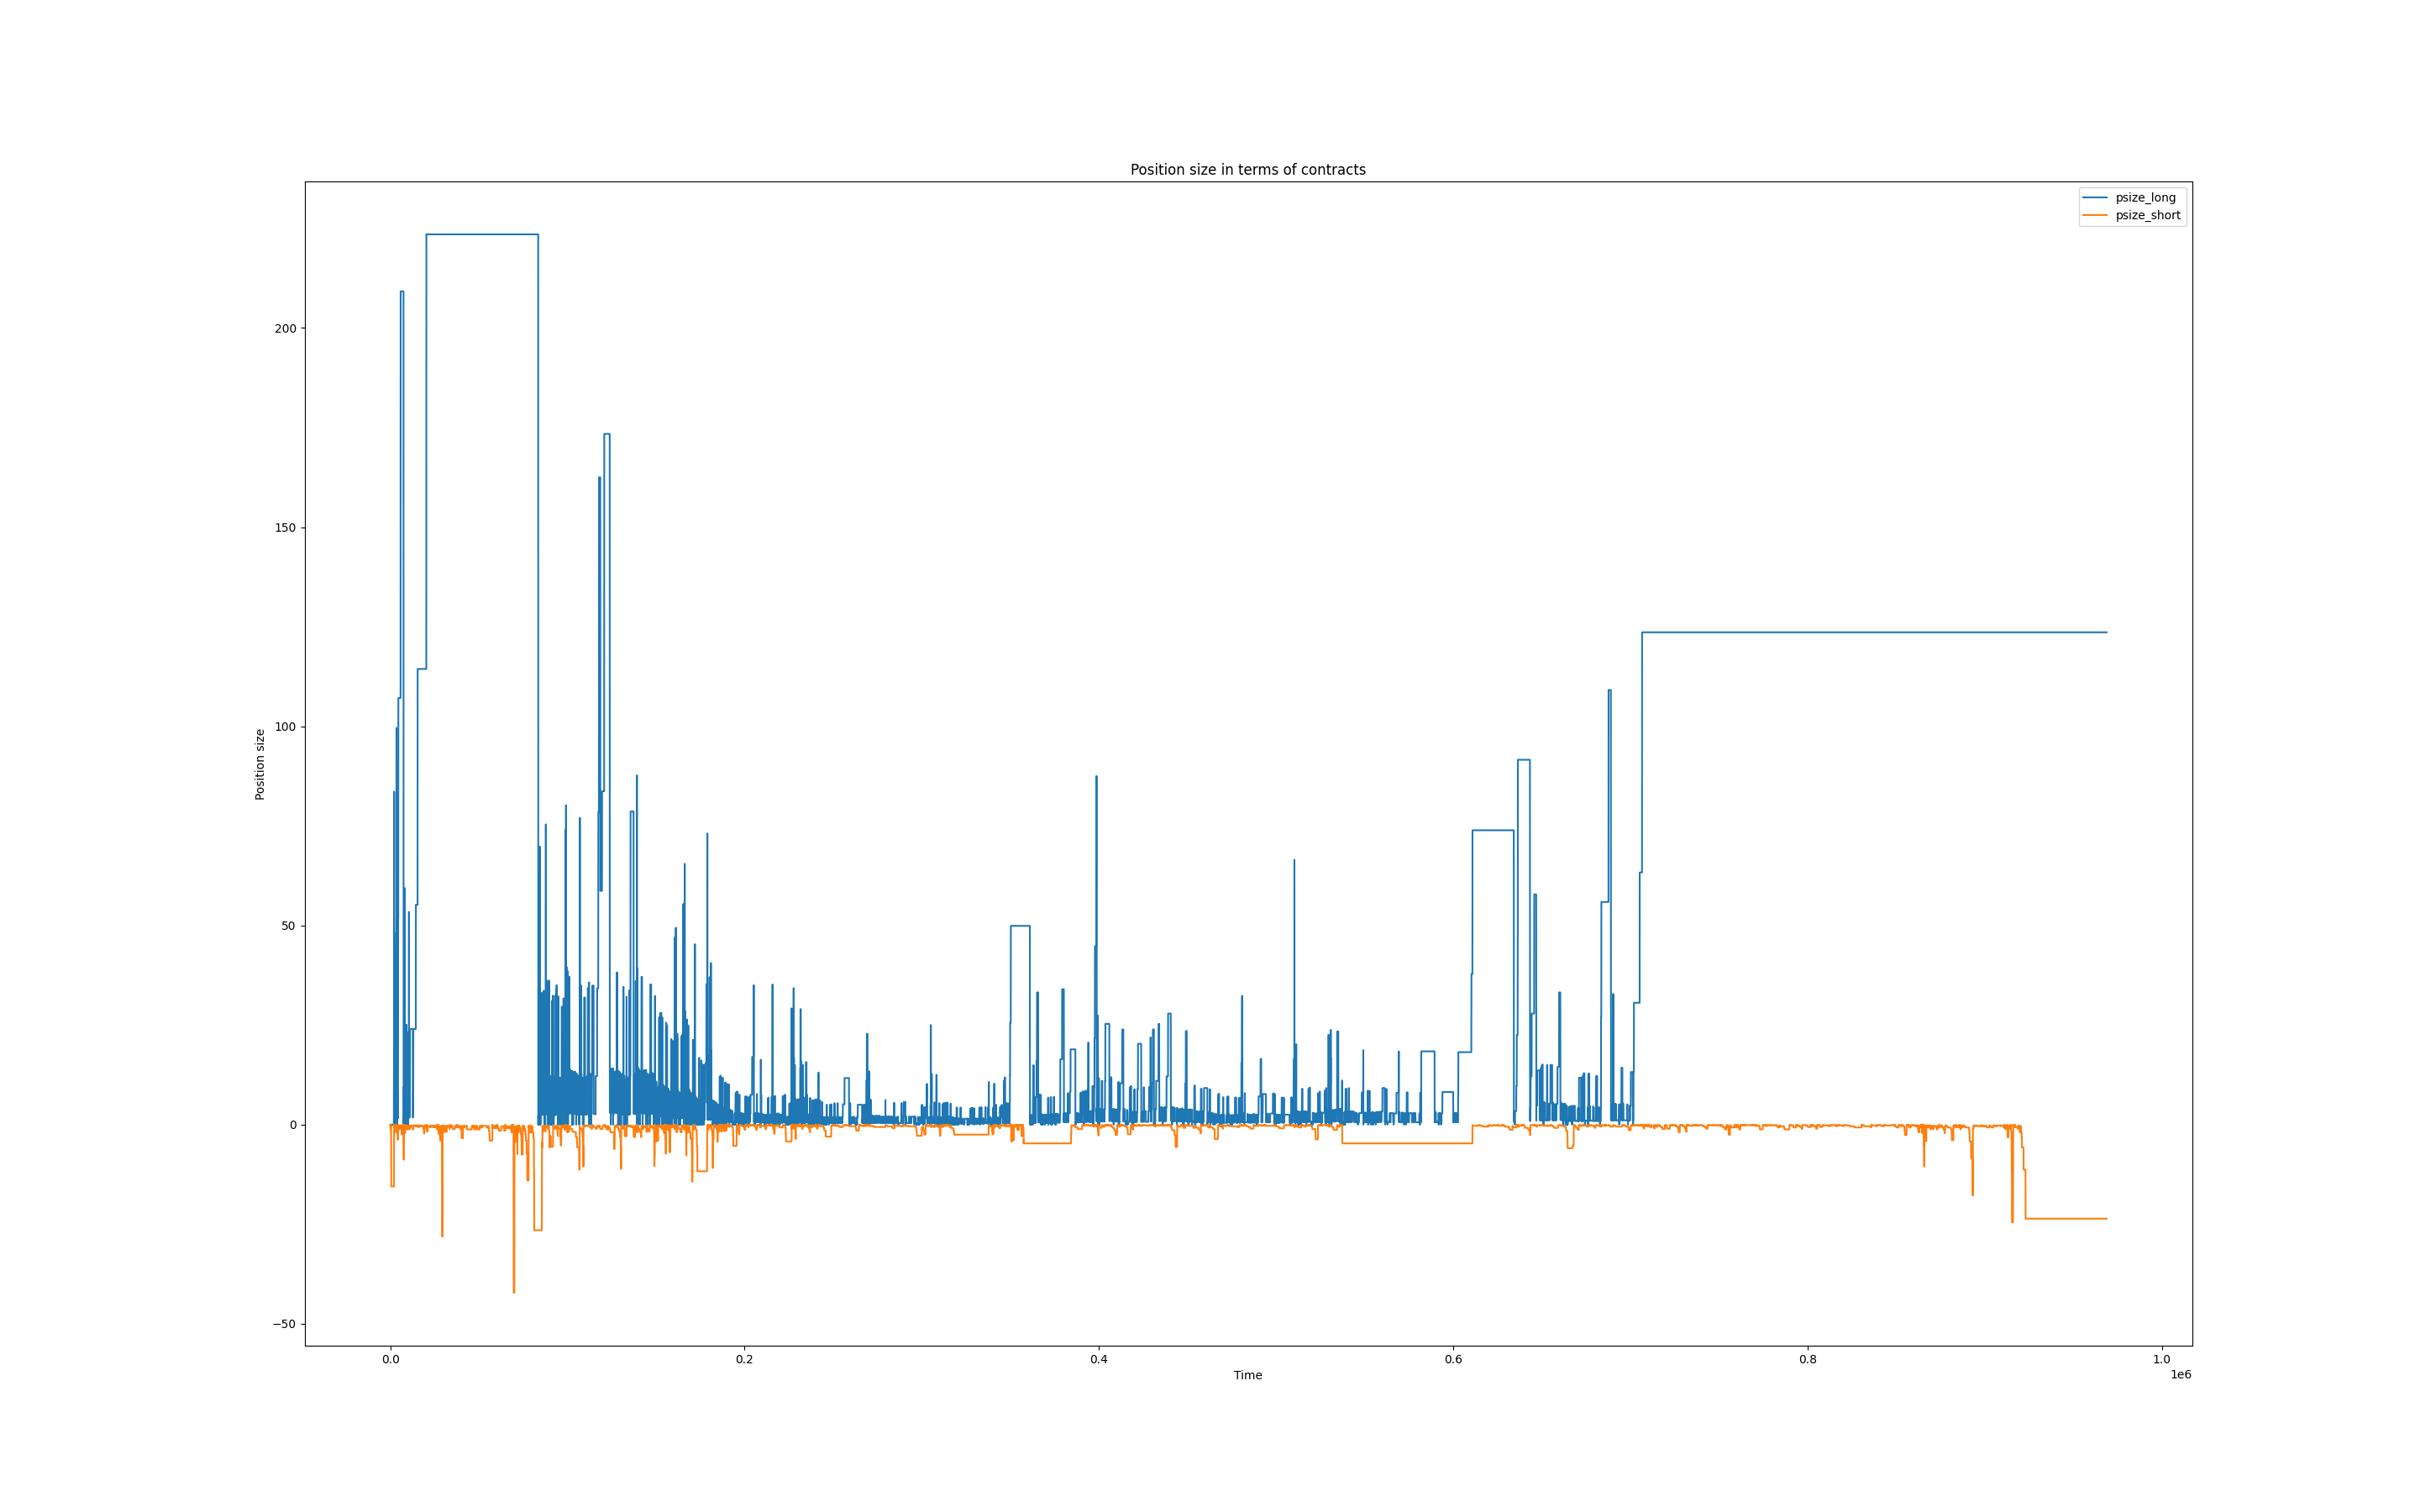 Position size in terms of contracts
psize_long
psize_short
Position size
200
150
100
50
0
−50
0.0
0.2
0.4
0.6
0.8
1.0
Time
1e6